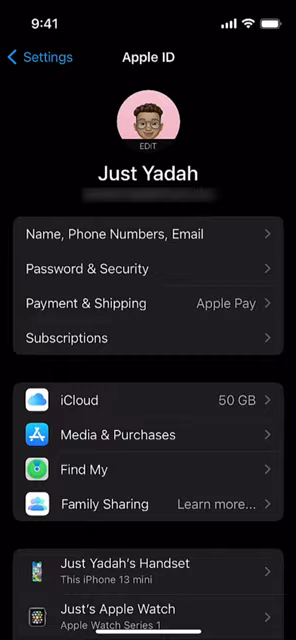 9:41
Settings
Apple ID
EDIT
Just Yadah
Name, Phone Numbers, Email
Password & Security
Payment & Shipping Apple Pay
Subscriptions
iCloud 50 GB
Media & Purchases
Find My
Family Sharing Learn more...
Just Yadah's Handset
This iPhone 13 mini
Just's Apple Watch
Apple Watch Series 1